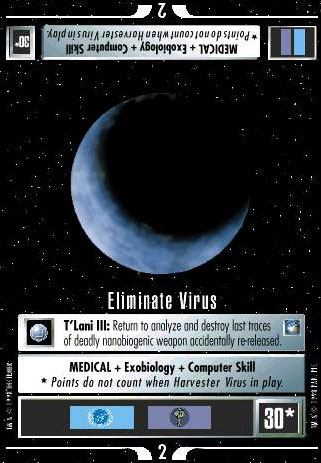 2
30*
* Points do not count when Harvester Virus in play.
MEDICAL + Exobiology + Computer Skill
Eliminate Virus
T'Lani III: Return to analyze and destroy last traces
of deadly nanobiogenic weapon accidentally re-released.
MEDICAL + Exobiology + Computer Skill
* Points do not count when Harvester Virus in play.
30*
2